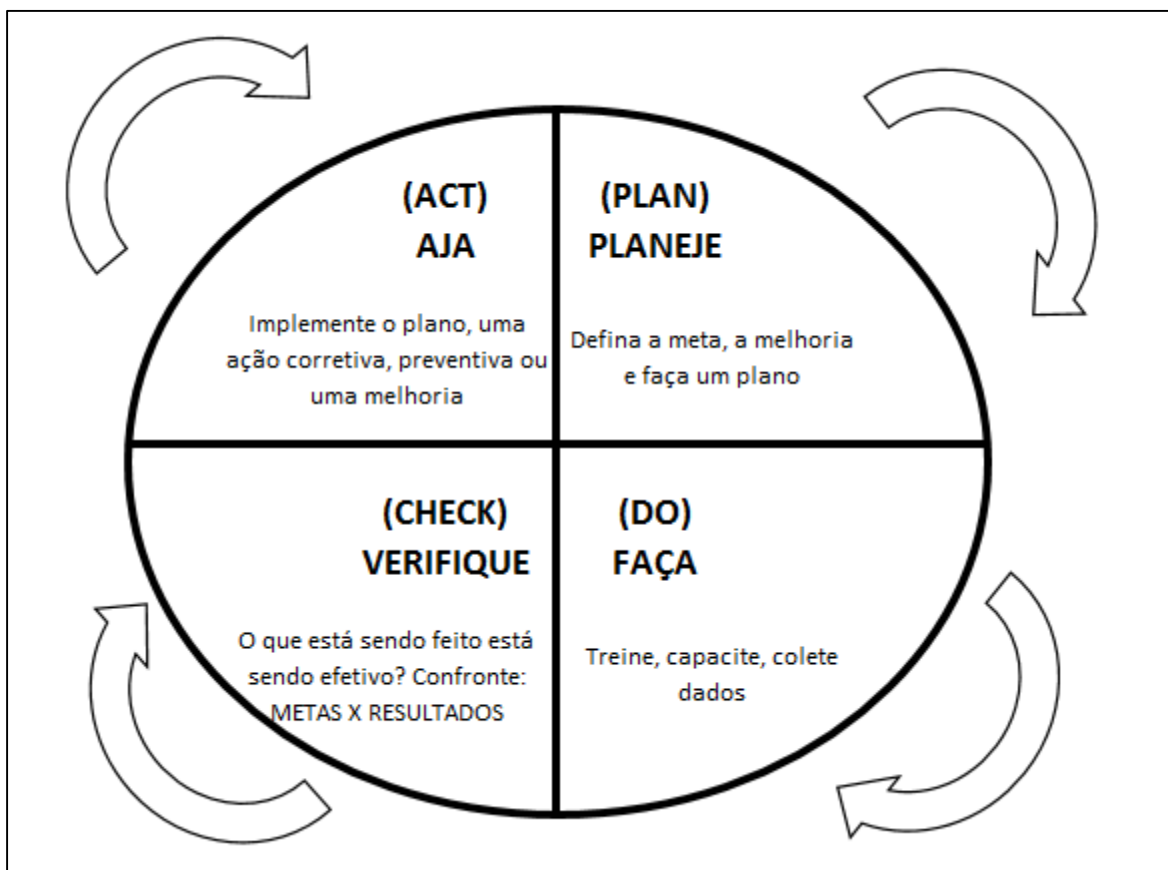 (ACT)
AJA
Implemente o plano, uma
ação corretiva, preventiva ou
uma melhoria
(PLAN)
PLANEJE
Defina a meta, a melhoria
e faça um plano
(CHECK)
VERIFIQUE
O que está sendo feito está
sendo efetivo? Confronte:
METAS X RESULTADOS
(DO)
FAÇA
Treine, capacite, colete
dados